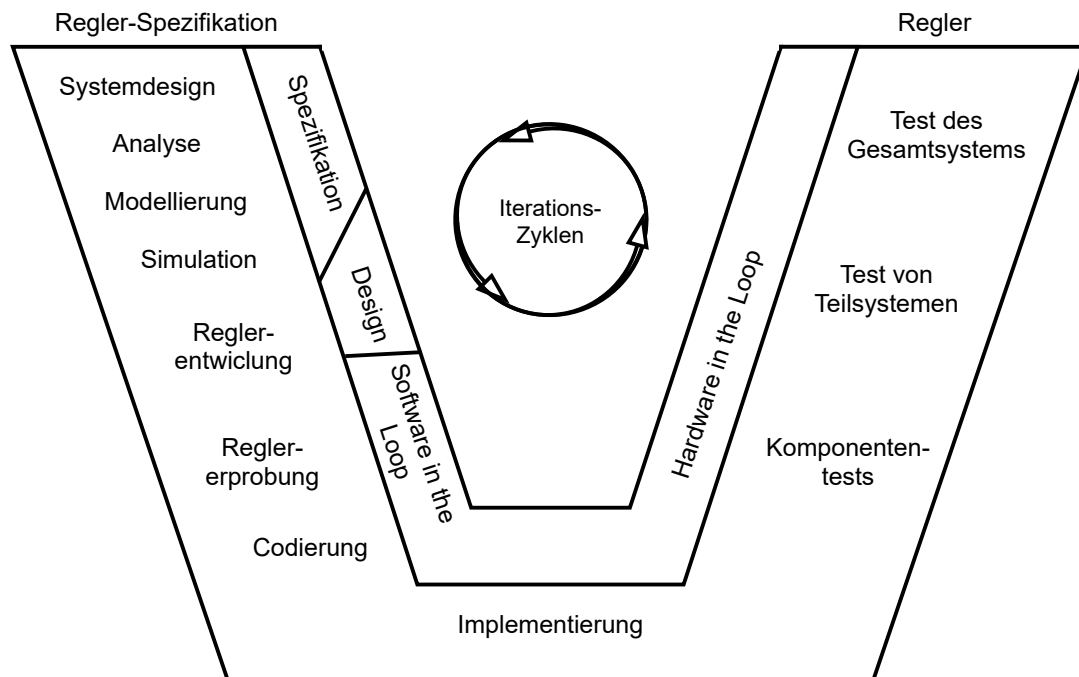 Regler-Spezifikation
Regler
Systemdesign
Analyse
Modellierung
Simulation
Regler-
entwiclung
Regler-
erprobung
Codierung
Spezifikation
Design
Software in the
Loop
Iterations-
Zyklen
Implementierung
Hardware in the Loop
Test des
Gesamtsystems
Test von
Teilsystemen
Komponenten-
tests